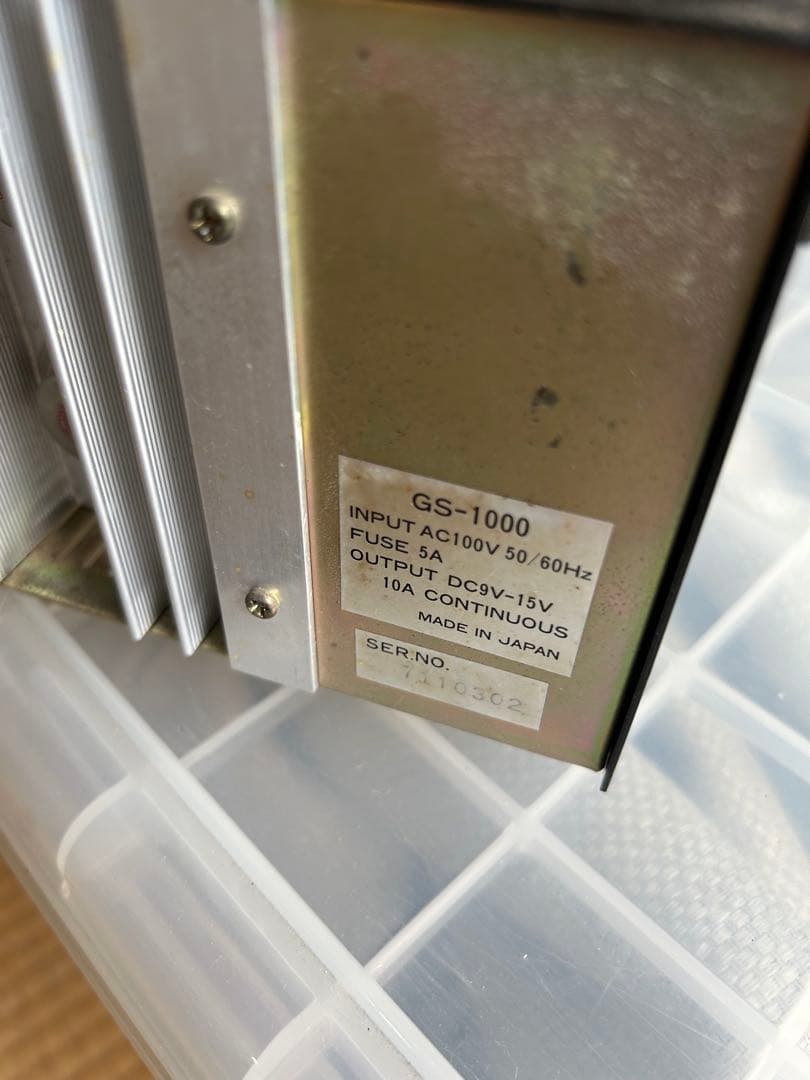 GS-1000
INPUT AC100V 50/60Hz
FUSE 5A
OUTPUT DC9V-15V
10A CONTINUOUS
MADE IN JAPAN
SER.NO.
7110302